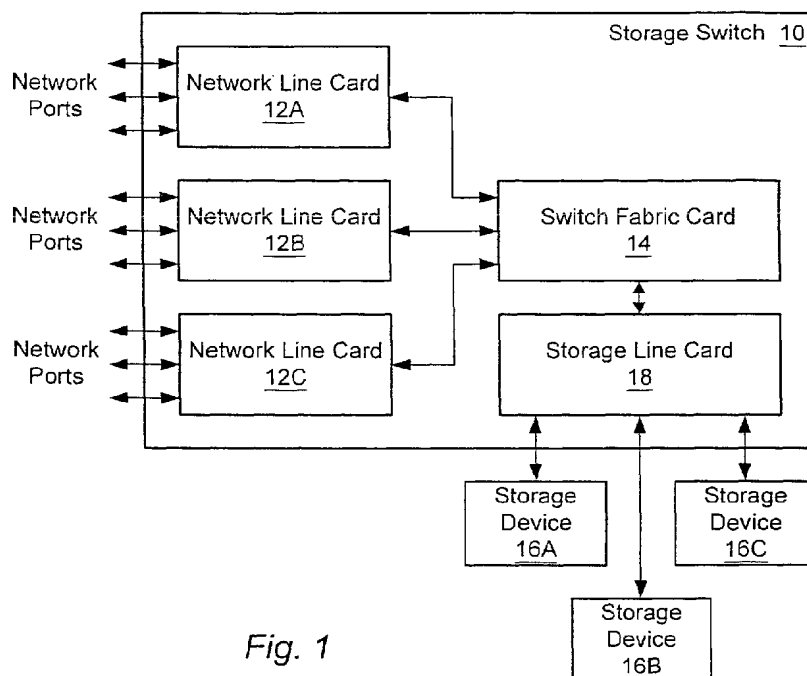 Storage Switch 10
Network
Ports
Network Line Card
12A
Network
Ports
Network Line Card
12B
Switch Fabric Card
14
Network
Ports
Network Line Card
12C
Storage Line Card
18
Storage
Device
16A
Storage
Device
16C
Storage
Device
16B
Fig. 1